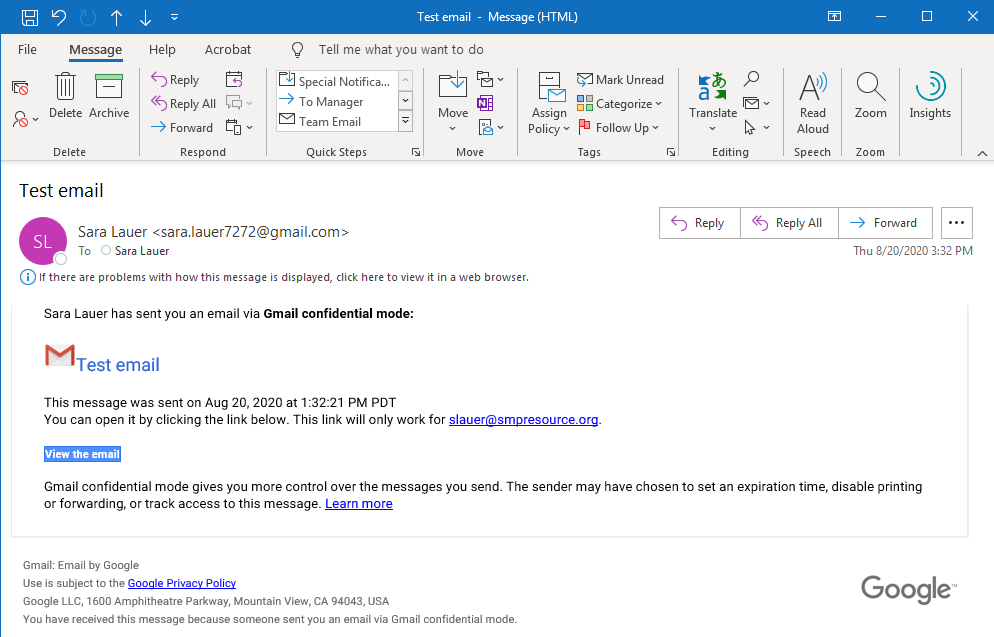 Test email - Message (HTML)
File Message Help Acrobat Tell me what you want to do
Delete Archive
Reply
Reply All
Forward
Special Notifica...
To Manager
Team Email
Move
Assign Policy
Mark Unread
Categorize
Follow Up
Translate
Read Aloud
Zoom
Insights
Delete Respond Quick Steps Move Tags Editing Speech Zoom
Test email
SL
Sara Lauer <sara.lauer7272@gmail.com>
To Sara Lauer
Reply Reply All Forward
Thu 8/20/2020 3:32 PM
If there are problems with how this message is displayed, click here to view it in a web browser.
Sara Lauer has sent you an email via Gmail confidential mode:
Test email
This message was sent on Aug 20, 2020 at 1:32:21 PM PDT
You can open it by clicking the link below. This link will only work for slauer@smpresource.org.
View the email
Gmail confidential mode gives you more control over the messages you send. The sender may have chosen to set an expiration time, disable printing
or forwarding, or track access to this message. Learn more
Gmail: Email by Google
Use is subject to the Google Privacy Policy
Google LLC, 1600 Amphitheatre Parkway, Mountain View, CA 94043, USA
You have received this message because someone sent you an email via Gmail confidential mode.
Google™